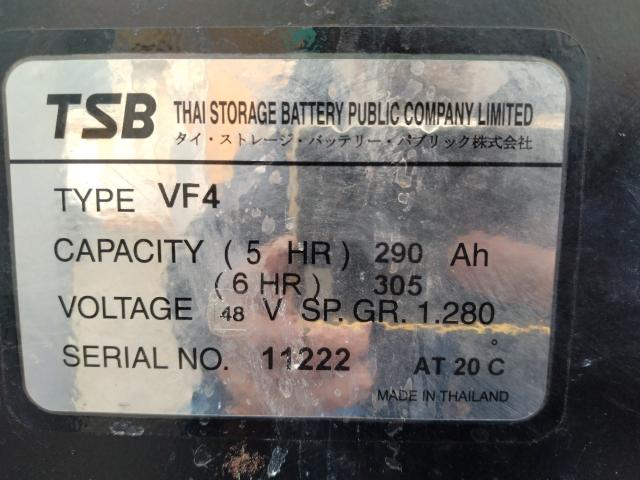 TSB THAI STORAGE BATTERY PUBLIC COMPANY LIMITED
タイ・ストレージ・バッテリー・パブリック株式会社
TYPE VF4
CAPACITY ( 5 HR ) 290 Ah
( 6 HR ) 305
VOLTAGE 48 V SP. GR. 1.280
SERIAL NO. 11222 AT 20 °C
MADE IN THAILAND